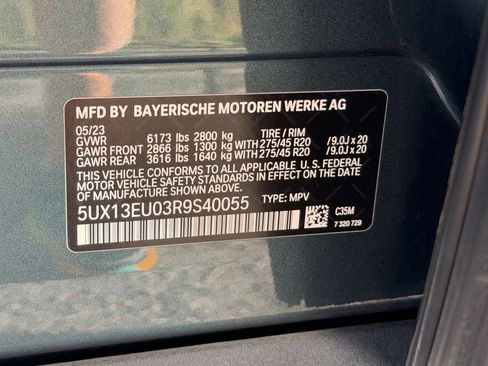 MFD BY BAYERISCHE MOTOREN WERKE AG
05/23 TIRE / RIM
GVWR 6173 lbs 2800 kg
GAWR FRONT 2866 lbs 1300 kg WITH 275/45 R20 /9.0J x 20
GAWR REAR 3616 lbs 1640 kg WITH 275/45 R20 /9.0J x 20
THIS VEHICLE CONFORMS TO ALL APPLICABLE U. S. FEDERAL
MOTOR VEHICLE SAFETY STANDARDS IN EFFECT ON THE
DATE OF MANUFACTURE SHOWN ABOVE.
5UX13EU03R9S40055 TYPE: MPV
C35M
7 320 729